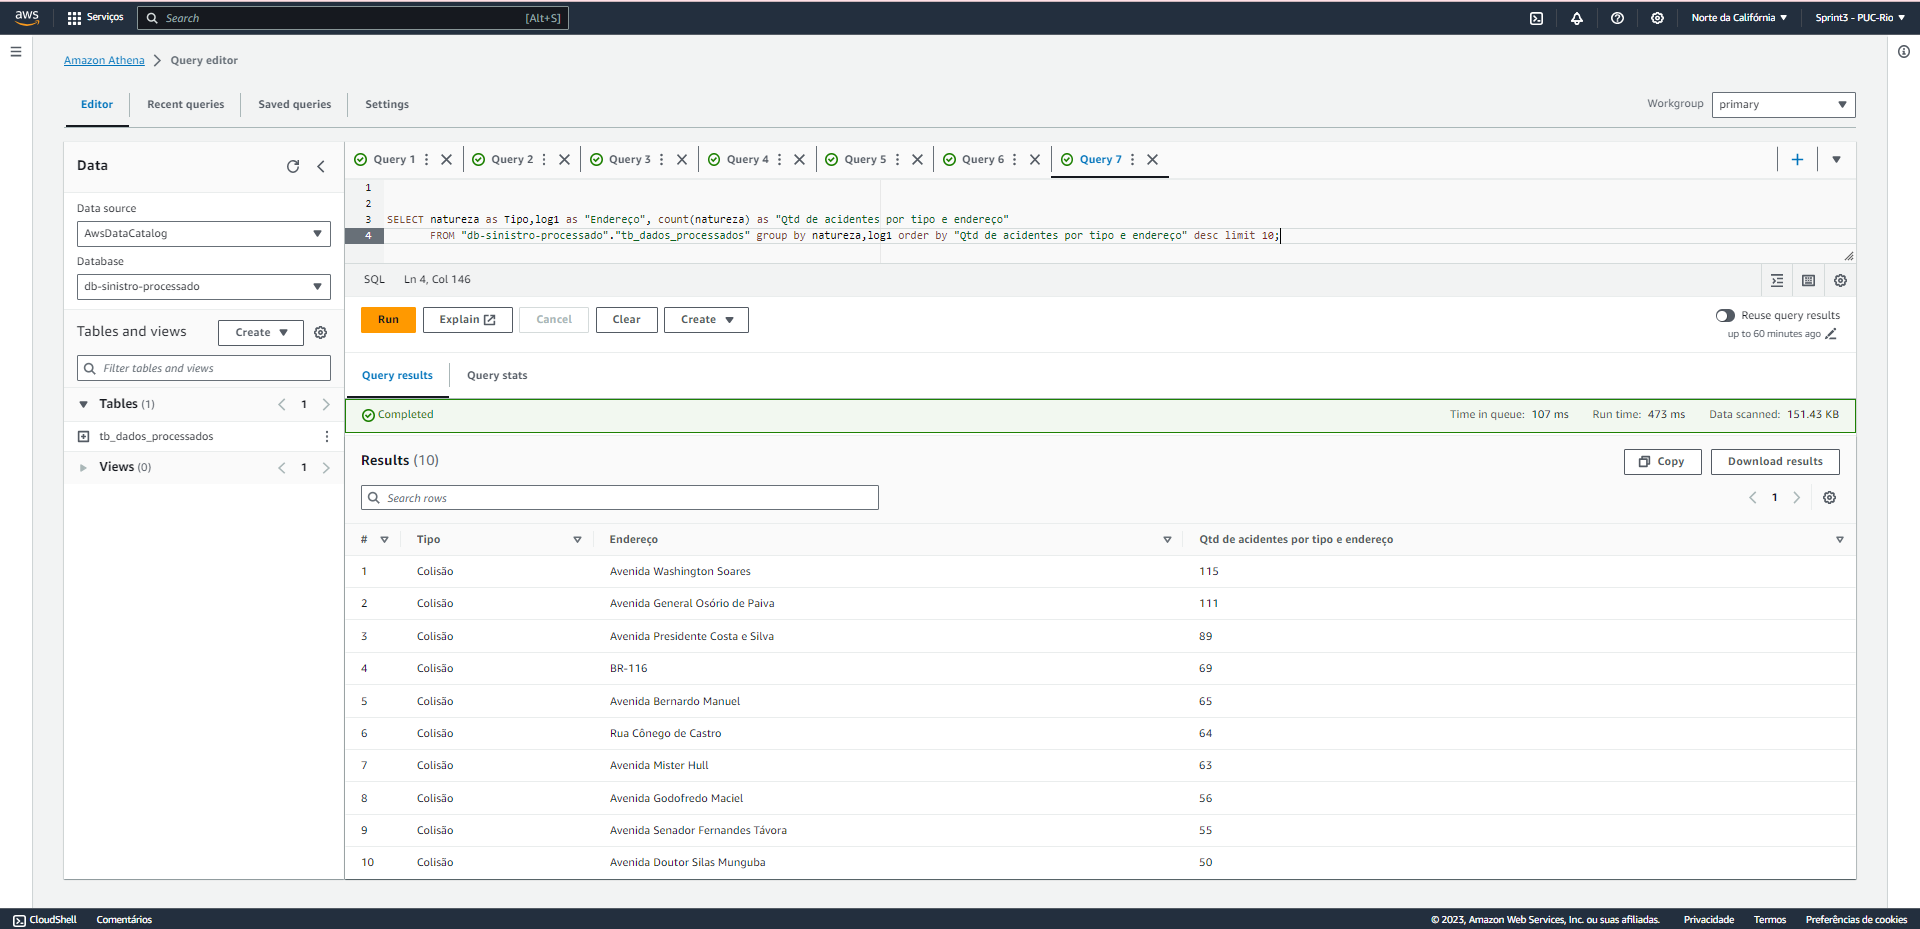 aws Serviços Search [Alt+S] Norte da Califórnia Sprint3 - PUC-Rio
Amazon Athena Query editor
Editor Recent queries Saved queries Settings Workgroup primary
Data
Data source
AwsDataCatalog
Database
db-sinistro-processado
Tables and views Create
Filter tables and views
Tables (1) 1
tb_dados_processados
Views (0) 1
Query 1 Query 2 Query 3 Query 4 Query 5 Query 6 Query 7
1
2
3 SELECT natureza as Tipo,log1 as "Endereço", count(natureza) as "Qtd de acidentes por tipo e endereço"
4 FROM "db-sinistro-processado"."tb_dados_processados" group by natureza,log1 order by "Qtd de acidentes por tipo e endereço" desc limit 10;
SQL Ln 4, Col 146
Run Explain Cancel Clear Create Reuse query results
up to 60 minutes ago
Query results Query stats
Completed Time in queue: 107 ms Run time: 473 ms Data scanned: 151.43 KB
Results (10) Copy Download results
Search rows 1
# Tipo Endereço Qtd de acidentes por tipo e endereço
1 Colisão Avenida Washington Soares 115
2 Colisão Avenida General Osório de Paiva 111
3 Colisão Avenida Presidente Costa e Silva 89
4 Colisão BR-116 69
5 Colisão Avenida Bernardo Manuel 65
6 Colisão Rua Cônego de Castro 64
7 Colisão Avenida Mister Hull 63
8 Colisão Avenida Godofredo Maciel 56
9 Colisão Avenida Senador Fernandes Távora 55
10 Colisão Avenida Doutor Silas Munguba 50
CloudShell Comentários © 2023, Amazon Web Services, Inc. ou suas afiliadas. Privacidade Termos Preferências de cookies